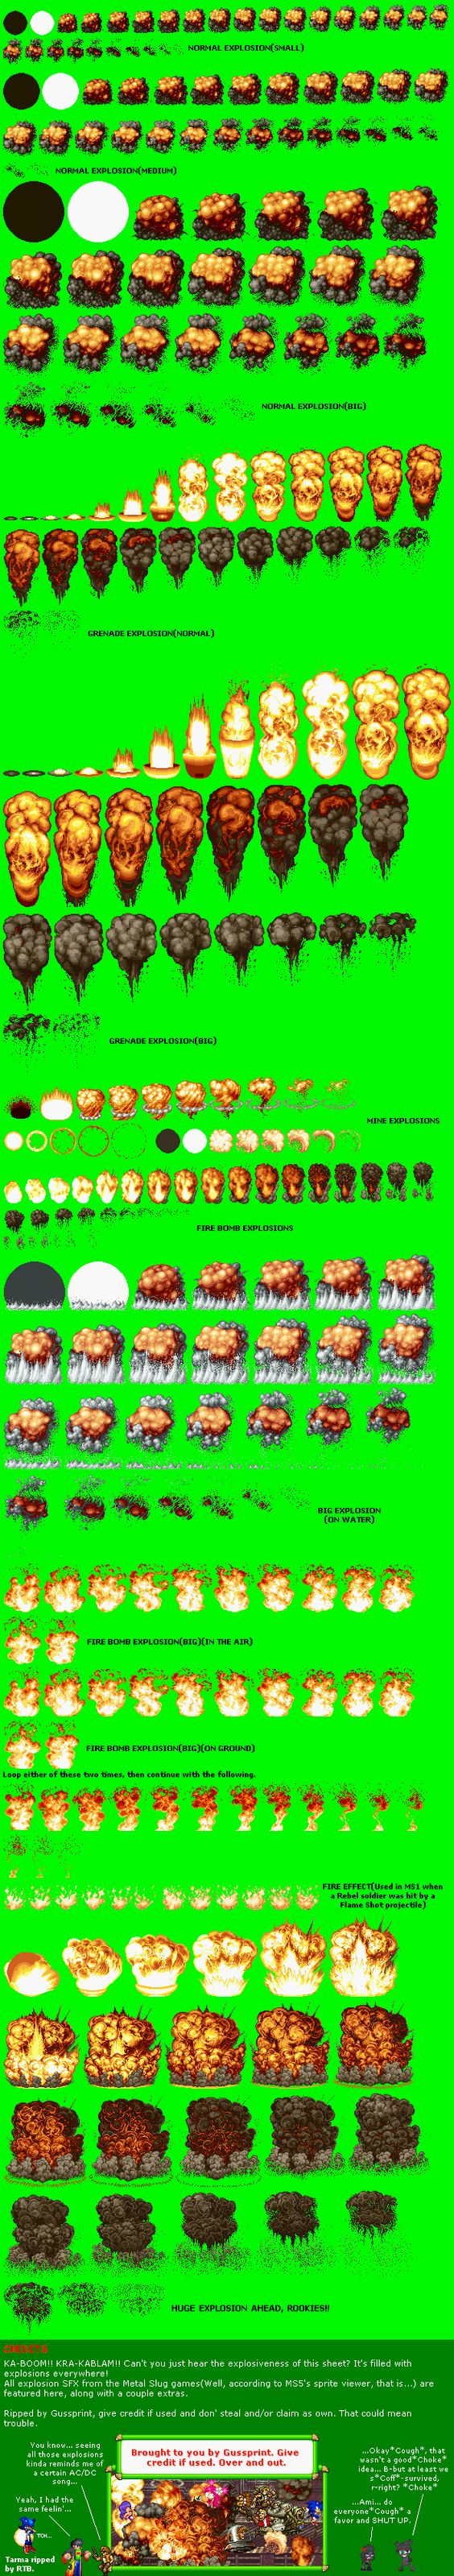 NORMAL EXPLOSION(SMALL)
NORMAL EXPLOSION(MEDIUM)
NORMAL EXPLOSION(BIG)
GRENADE EXPLOSION(NORMAL)
GRENADE EXPLOSION(BIG)
MINE EXPLOSIONS
FIRE BOMB EXPLOSIONS
BIG EXPLOSION
(ON WATER)
FIRE BOMB EXPLOSION(BIG)(IN THE AIR)
FIRE BOMB EXPLOSION(BIG)(ON GROUND)
Loop either of these two times, then continue with the following.
FIRE EFFECT(Used in MS1 when
a Rebel soldier was hit by a
Flame Shot projectile)
HUGE EXPLOSION AHEAD, ROOKIES!!
CREDITS
KA-BOOM!! KRA-KABLAM!! Can't you just hear the explosiveness of this sheet? It's filled with
explosions everywhere!
All explosion SFX from the Metal Slug games(Well, according to MS5's sprite viewer, that is...) are
featured here, along with a couple extras.
Ripped by Gussprint, give credit if used and don' steal and/or claim as own. That could mean
trouble.
You know... seeing
all those explosions
kinda reminds me of
a certain AC/DC
song...
Yeah, I had the
same feelin'...
TCH...
Tarma ripped
by RTB.
Brought to you by Gussprint. Give
credit if used. Over and out.
...Okay*Cough*, that
wasn't a good*Choke*
idea... B-but at least we
s*Coff*-survived,
r-right? *Choke*
...Ami... do
everyone*Cough* a
favor and SHUT UP.